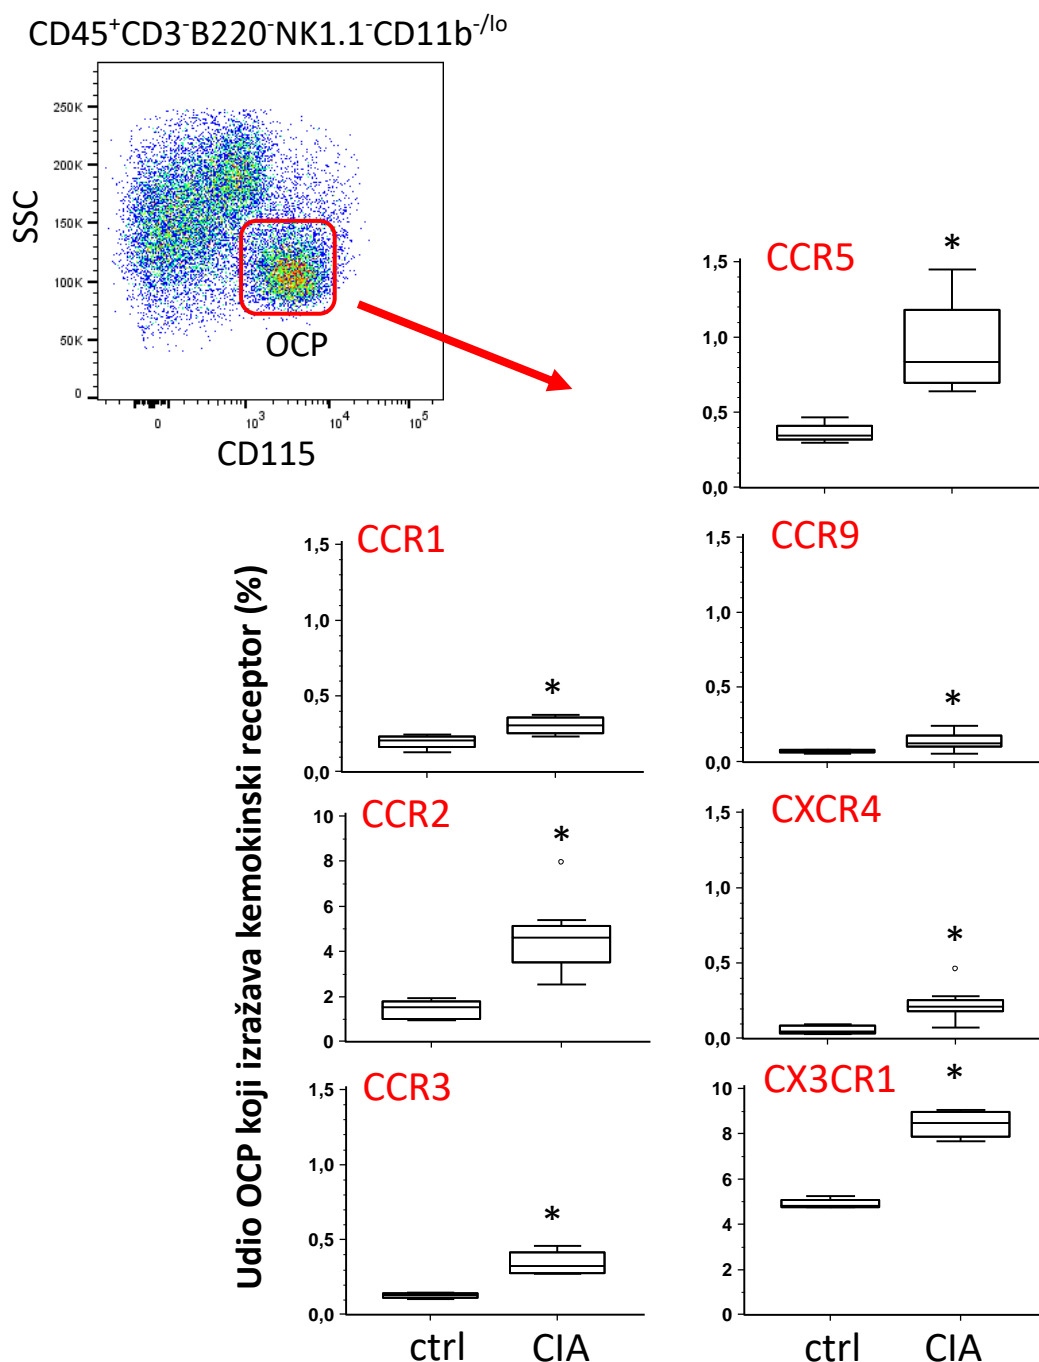 CD45⁺CD3⁻B220⁻NK1.1⁻CD11b⁻/ˡᵒ
250K
200K
150K
100K
50K
0
SSC
OCP
0 10³ 10⁴ 10⁵
CD115
Udio OCP koji izražava kemokinski receptor (%)
CCR5
*
1,5
1,0
0,5
0,0
CCR1
*
1,5
1,0
0,5
0,0
CCR9
*
1,5
1,0
0,5
0,0
CCR2
*
10
8
6
4
2
0
CXCR4
*
1,5
1,0
0,5
0,0
CCR3
*
1,5
1,0
0,5
0,0
CX3CR1
*
10
8
6
4
2
0
ctrl CIA
ctrl CIA